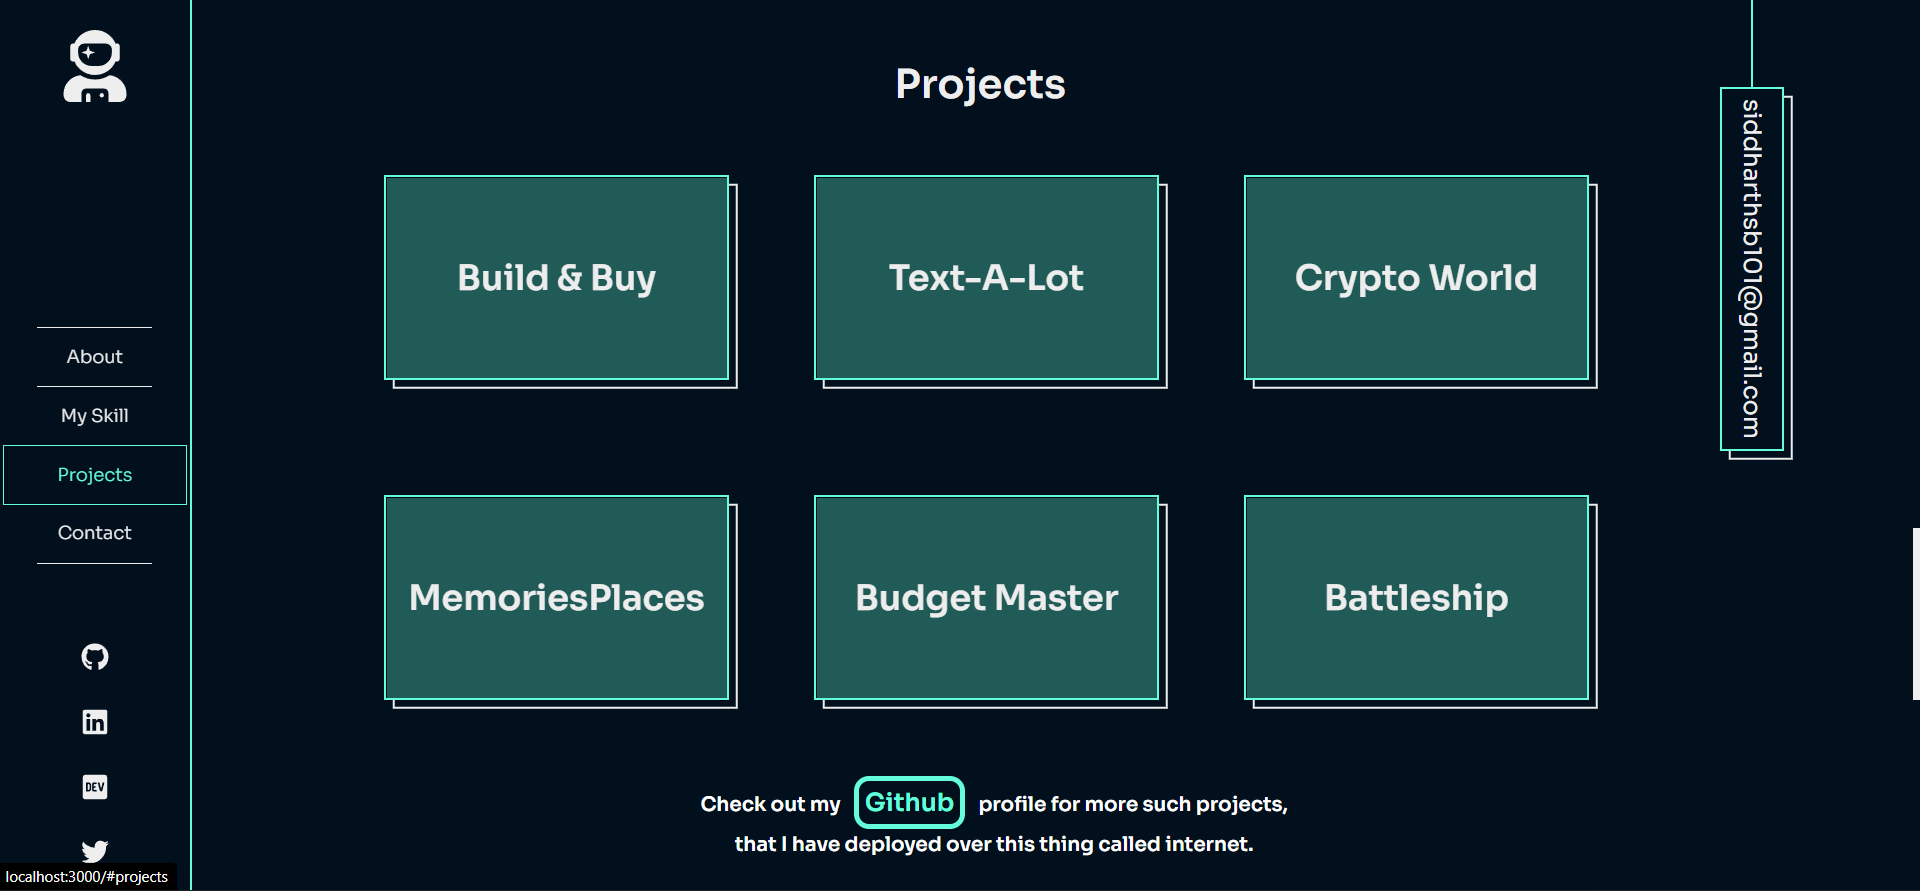 Projects
siddharthsb101@gmail.com
Build & Buy
Text-A-Lot
Crypto World
About
My Skill
Projects
Contact
MemoriesPlaces
Budget Master
Battleship
DEV
Check out my Github profile for more such projects,
that I have deployed over this thing called internet.
localhost:3000/#projects